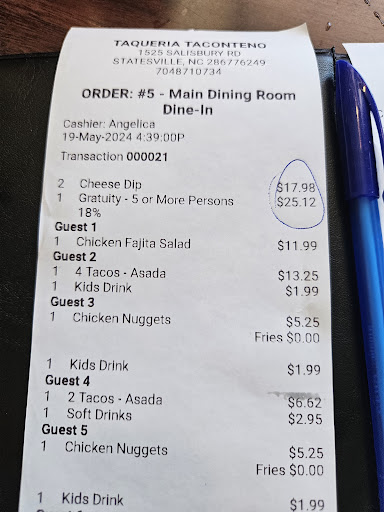 TAQUERIA TACONTENO
1525 SALISBURY RD
STATESVILLE, NC 286776249
7048710734
ORDER: #5 - Main Dining Room
Dine-In
Cashier: Angelica
19-May-2024 4:39:00P
Transaction 000021
2 Cheese Dip $17.98
1 Gratuity - 5 or More Persons $25.12
18%
Guest 1
1 Chicken Fajita Salad $11.99
Guest 2
1 4 Tacos - Asada $13.25
1 Kids Drink $1.99
Guest 3
1 Chicken Nuggets $5.25
Fries $0.00
1 Kids Drink $1.99
Guest 4
1 2 Tacos - Asada $6.62
1 Soft Drinks $2.95
Guest 5
1 Chicken Nuggets $5.25
Fries $0.00
1 Kids Drink $1.99